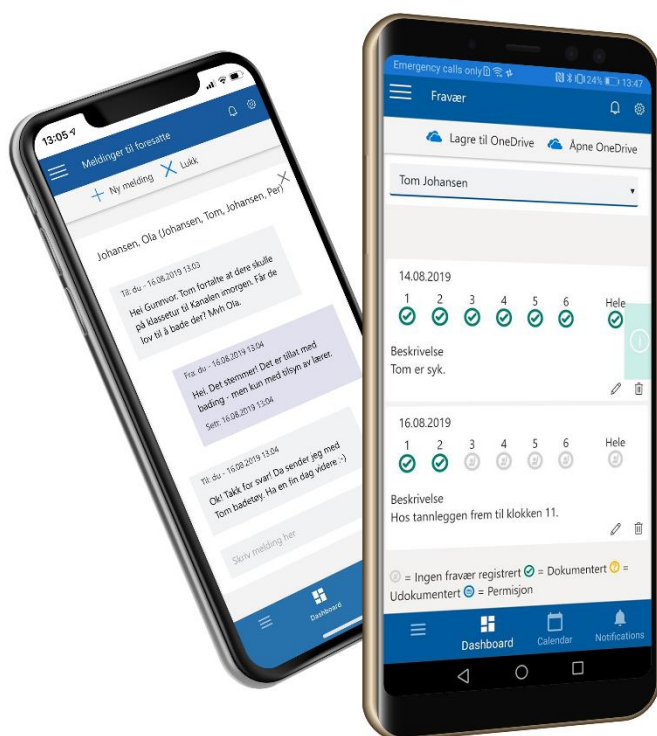 13:05
Meldinger til foresatte
Ny melding Lukk
Johansen, Ola (Johansen, Tom, Johansen, Per)
Til: du - 16.08.2019 13:03
Hei Gunnvor, Tom fortalte at dere skulle
på klassetur til Kanalen imorgen. Får de
lov til å bade der? Mvh Ola.
Fra: du - 16.08.2019 13:04
Hei. Det stemmer! Det er tillat med
bading - men kun med tilsyn av lærer.
Sett: 16.08.2019 13:04
Til: du - 16.08.2019 13:04
Ok! Takk for svar! Da sender jeg med
Tom badetøy. Ha en fin dag videre :-)
Skriv melding her
Dashboard
Emergency calls only 24% 13:47
Fravær
Lagre til OneDrive Åpne OneDrive
Tom Johansen
14.08.2019
1 2 3 4 5 6 Hele
Beskrivelse
Tom er syk.
16.08.2019
1 2 3 4 5 6 Hele
Beskrivelse
Hos tannleggen frem til klokken 11.
= Ingen fravær registrert = Dokumentert =
Udokumentert = Permisjon
Dashboard Calendar Notifications